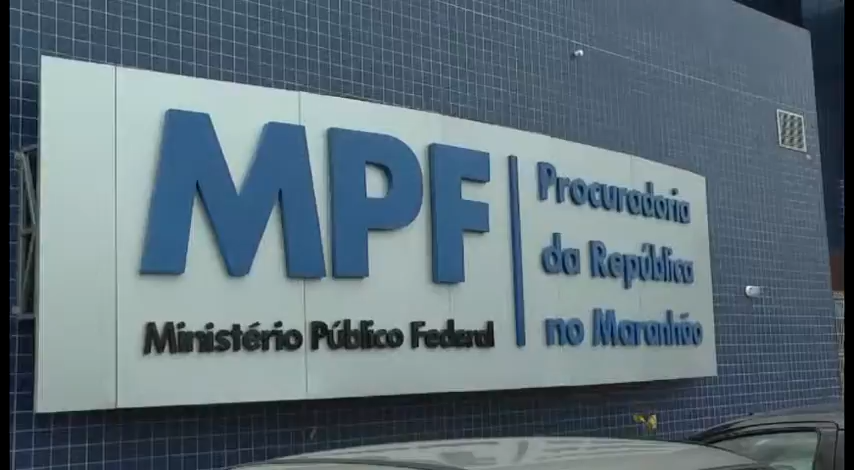 MPF
Ministério Público Federal
Procuradoria
da República
no Maranhão